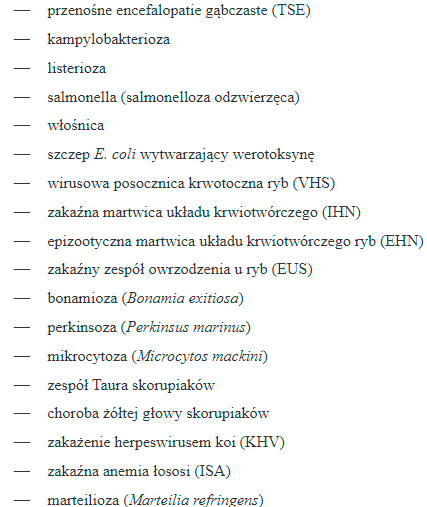 — przenośne encefalopatie gąbczaste (TSE)
— kampylobakterioza
— listerioza
— salmonella (salmonelloza odzwierzęca)
— włośnica
— szczep E. coli wytwarzający werotoksynę
— wirusowa posocznica krwotoczna ryb (VHS)
— zakaźna martwica układu krwiotwórczego (IHN)
— epizootyczna martwica układu krwiotwórczego ryb (EHN)
— zakaźny zespół owrzodzenia u ryb (EUS)
— bonamioza (Bonamia exitiosa)
— perkinsoza (Perkinsus marinus)
— mikrocytoza (Microcytos mackini)
— zespół Taura skorupiaków
— choroba żółtej głowy skorupiaków
— zakażenie herpeswirusem koi (KHV)
— zakaźna anemia łososi (ISA)
— marteilioza (Marteilia refringens)